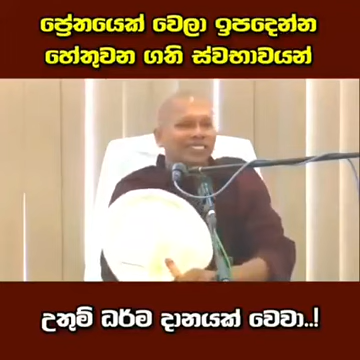 ප්‍රේතයෙක් වෙලා ඉපදෙන්න
හේතුවන ගති ස්වභාවයන්
උතුම් ධර්ම දානයක් වේවා..!